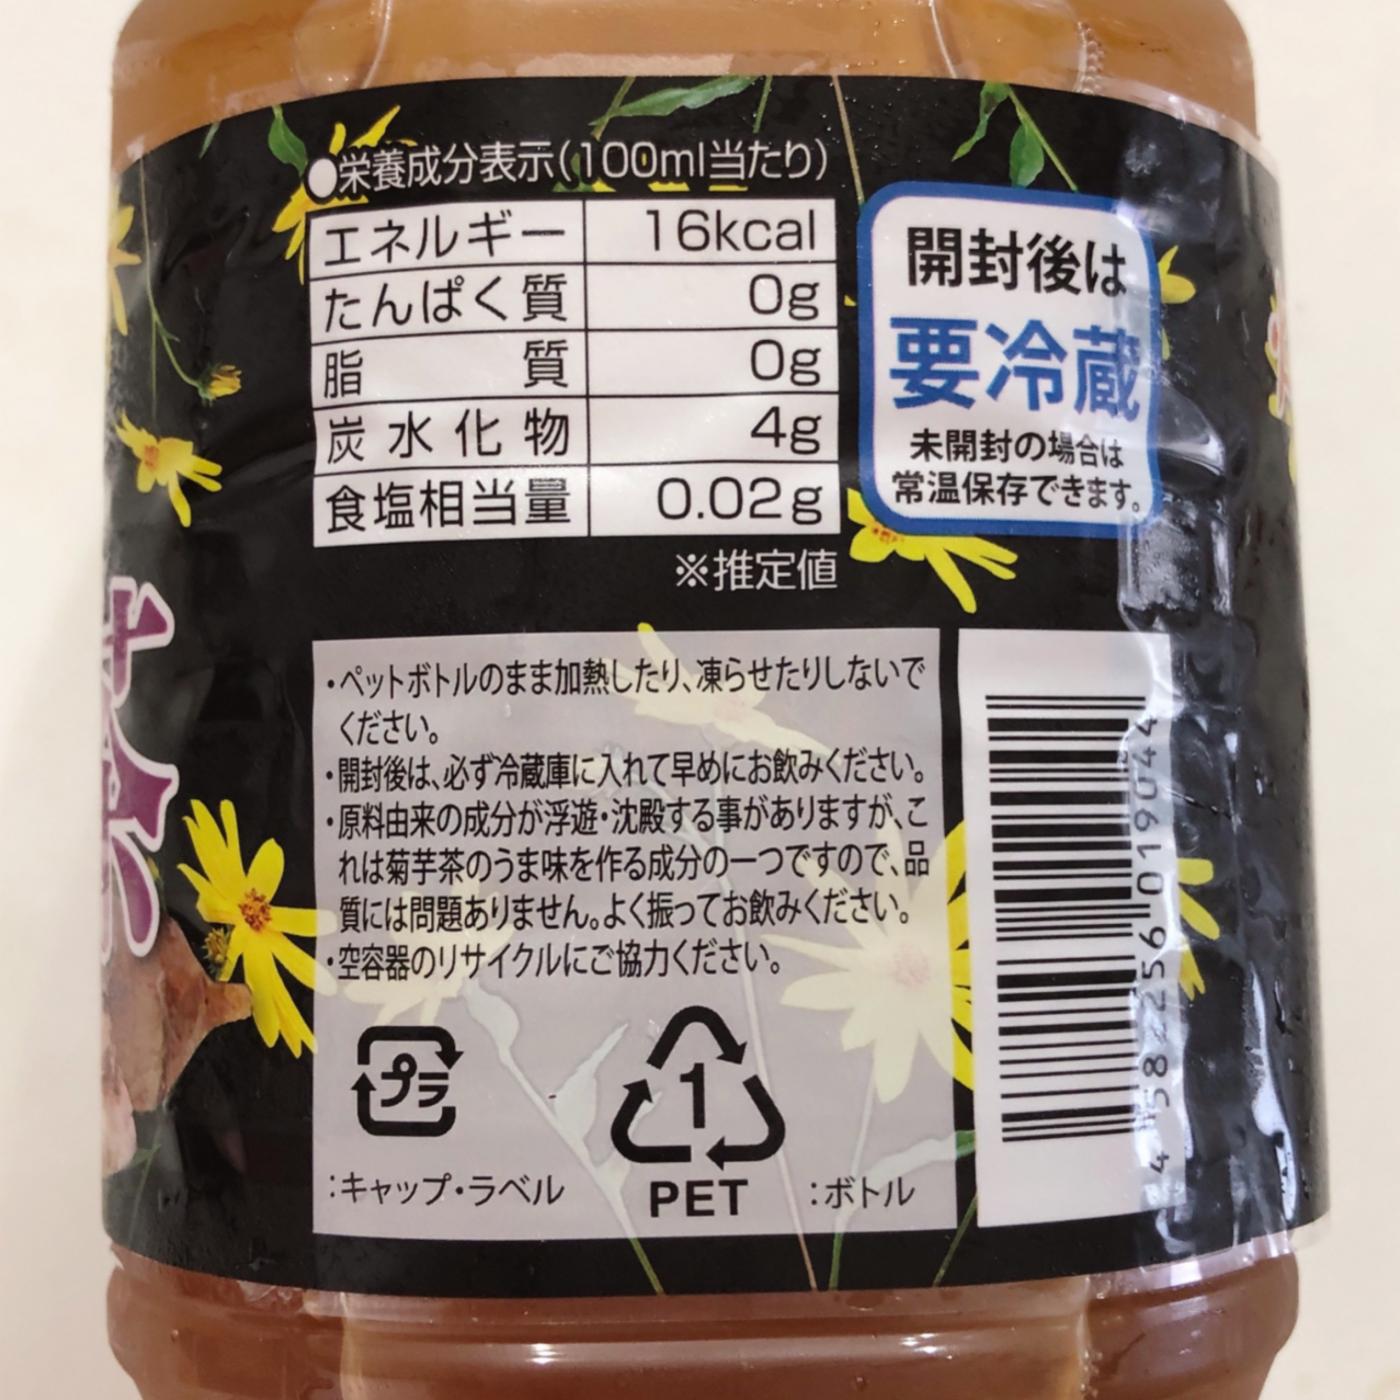 ●栄養成分表示(100ml当たり)
エネルギー 16kcal
たんぱく質 0g
脂質 0g
炭水化物 4g
食塩相当量 0.02g
※推定値
開封後は
要冷蔵
未開封の場合は
常温保存できます。
・ペットボトルのまま加熱したり、凍らせたりしないで
ください。
・開封後は、必ず冷蔵庫に入れて早めにお飲みください。
・原料由来の成分が浮遊・沈殿する事がありますが、こ
れは菊芋茶のうま味を作る成分の一つですので、品
質には問題ありません。よく振ってお飲みください。
・空容器のリサイクルにご協力ください。
プラ
:キャップ・ラベル
1
PET
:ボトル
4 582256 019044
茶